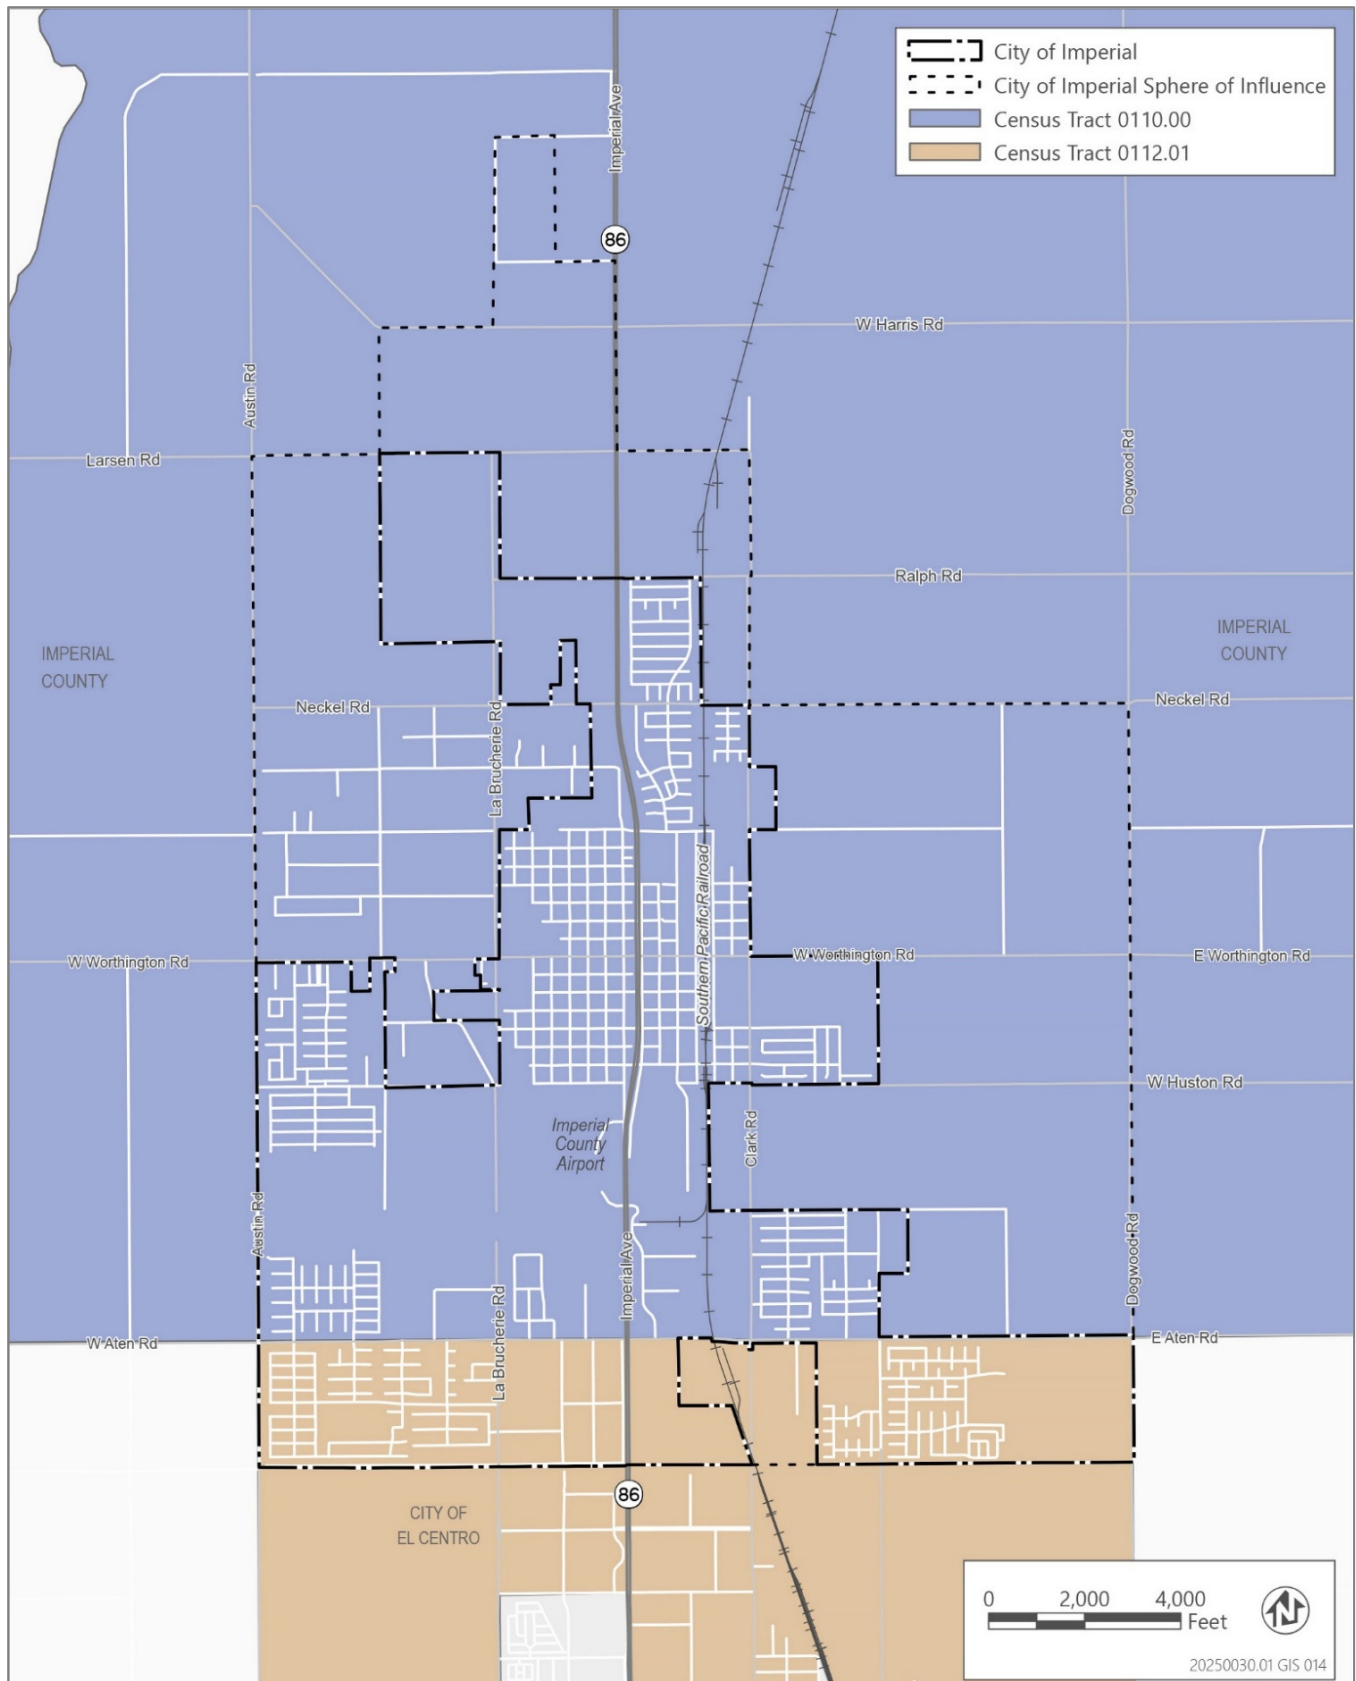 City of Imperial
City of Imperial Sphere of Influence
Census Tract 0110.00
Census Tract 0112.01
Imperial Ave
86
W Harris Rd
Austin Rd
Larsen Rd
Dogwood Rd
Ralph Rd
IMPERIAL
COUNTY
IMPERIAL
COUNTY
Neckel Rd
Neckel Rd
La Brucherie Rd
Southern Pacific Railroad
W Worthington Rd
W Worthington Rd
E Worthington Rd
W Huston Rd
Imperial
County
Airport
Clark Rd
Austin Rd
Imperial Ave
Dogwood Rd
La Brucherie Rd
W Aten Rd
E Aten Rd
86
CITY OF
EL CENTRO
0 2,000 4,000
Feet
N
20250030.01 GIS 014